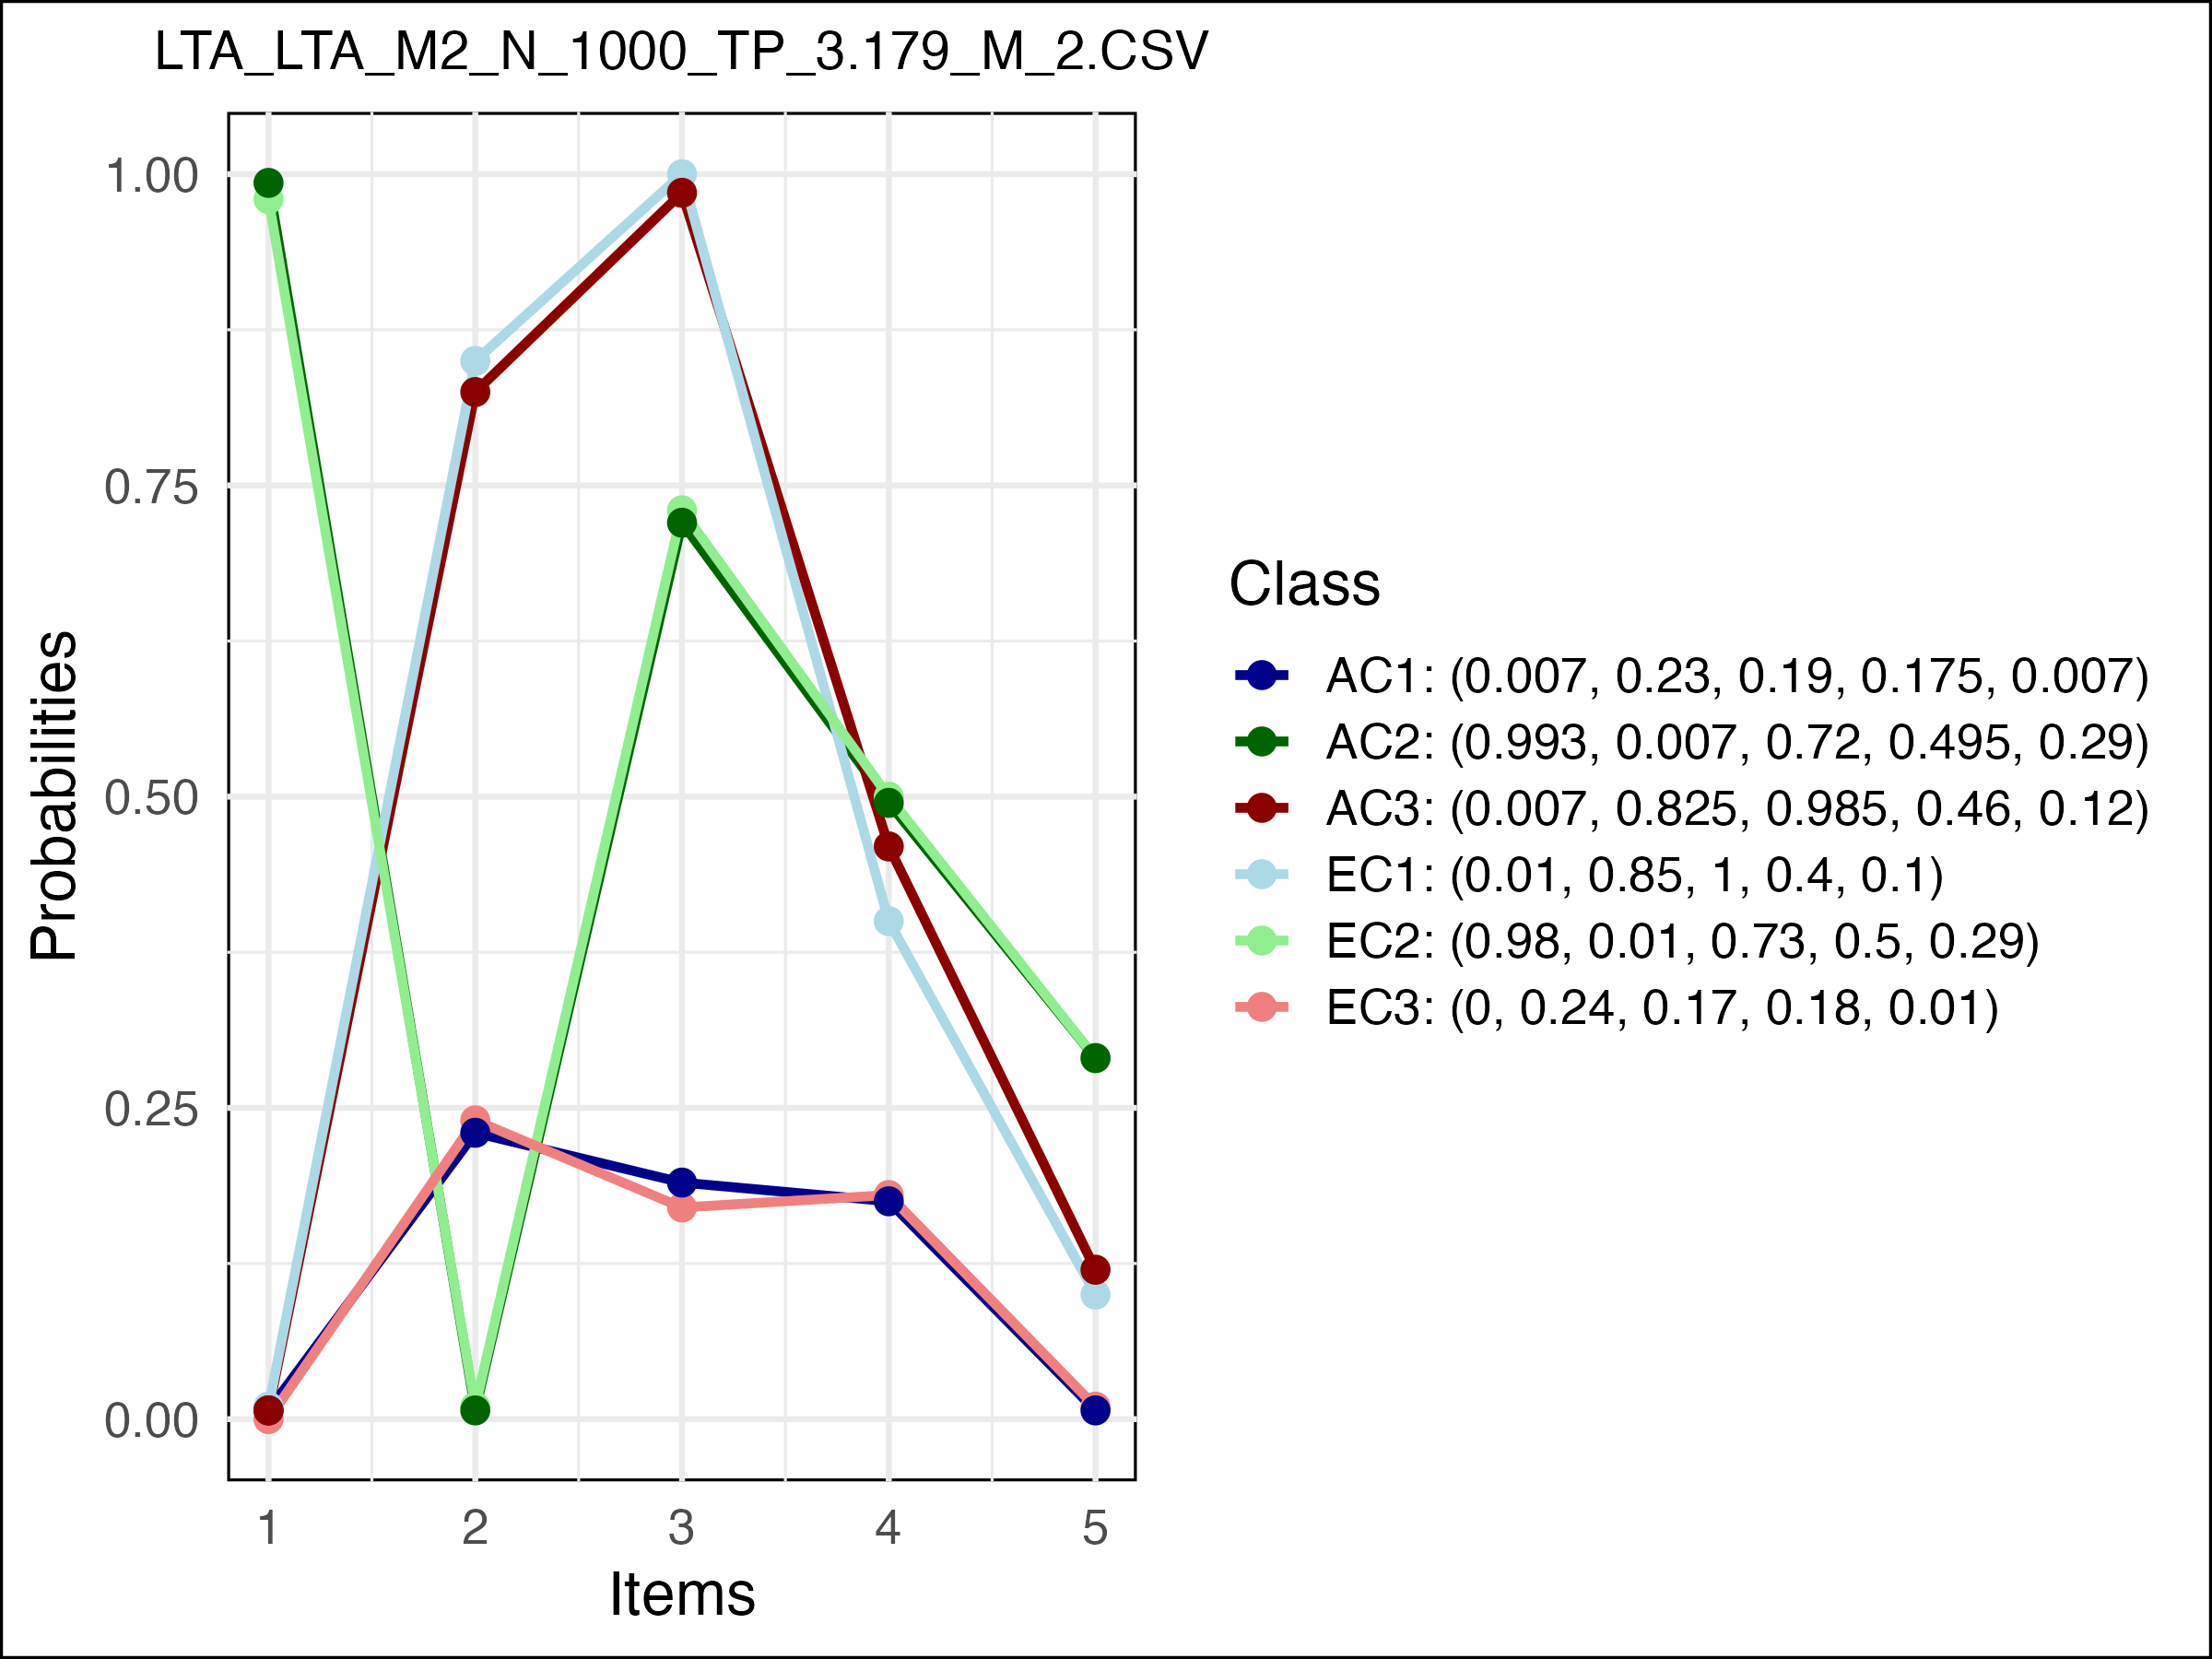 LTA_LTA_M2_N_1000_TP_3.179_M_2.CSV
1.00
0.75
0.50
0.25
0.00
Probabilities
1 2 3 4 5
Items
Class
AC1: (0.007, 0.23, 0.19, 0.175, 0.007)
AC2: (0.993, 0.007, 0.72, 0.495, 0.29)
AC3: (0.007, 0.825, 0.985, 0.46, 0.12)
EC1: (0.01, 0.85, 1, 0.4, 0.1)
EC2: (0.98, 0.01, 0.73, 0.5, 0.29)
EC3: (0, 0.24, 0.17, 0.18, 0.01)